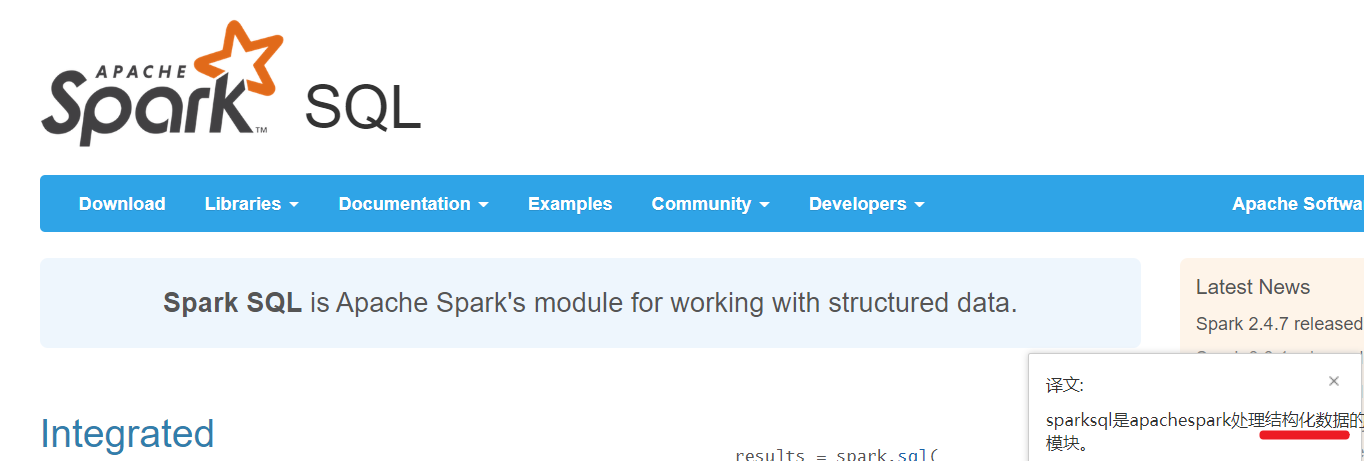 APACHE
Spark™ SQL
Download Libraries Documentation Examples Community Developers Apache Softwa
Spark SQL is Apache Spark's module for working with structured data.
Latest News
Spark 2.4.7 released
译文:
sparksql是apachespark处理结构化数据的
模块。
Integrated
results = spark.sql(